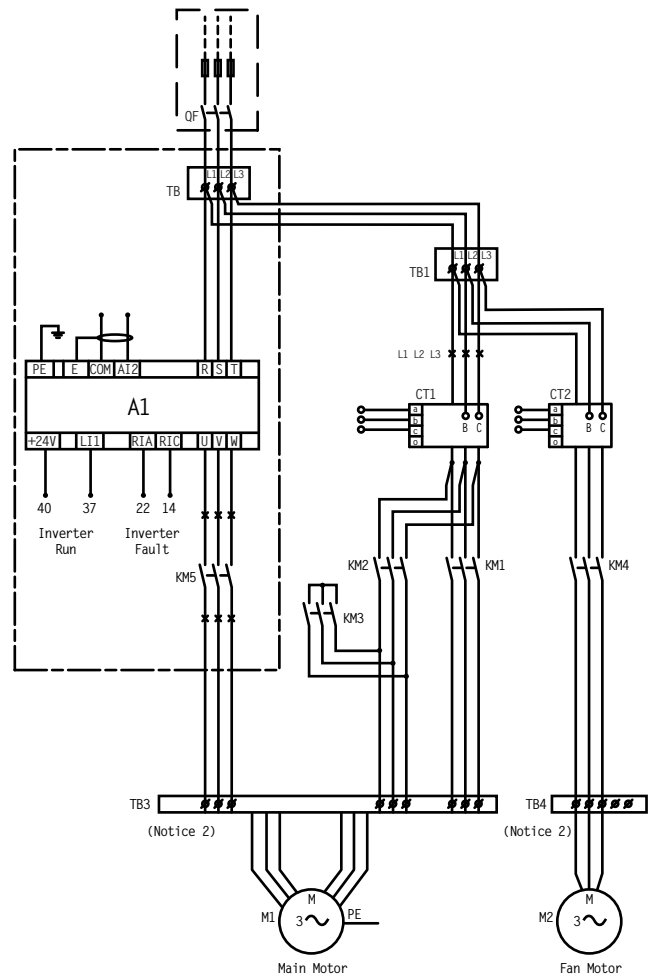 QF
L1 L2 L3
TB
L1 L2 L3
TB1
L1 L2 L3
PE E COM AI2 R S T
A1
+24V LI1 RIA RIC U V W
CT1
a
b
c
o
B C
CT2
a
b
c
o
B C
40 37 22 14
Inverter Run
Inverter Fault
KM5
KM2
KM1
KM4
KM3
TB3
TB4
(Notice 2)
(Notice 2)
M1
M
3
PE
Main Motor
M2
M
3
Fan Motor